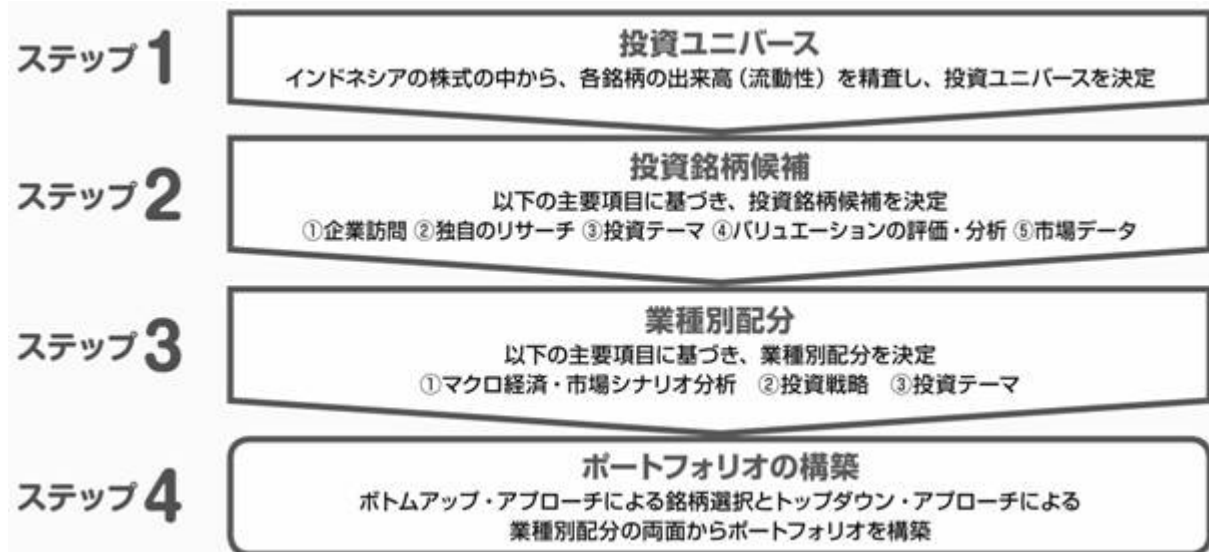 ステップ1
投資ユニバース
インドネシアの株式の中から、各銘柄の出来高（流動性）を精査し、投資ユニバースを決定
ステップ2
投資銘柄候補
以下の主要項目に基づき、投資銘柄候補を決定
①企業訪問 ②独自のリサーチ ③投資テーマ ④バリュエーションの評価・分析 ⑤市場データ
ステップ3
業種別配分
以下の主要項目に基づき、業種別配分を決定
①マクロ経済・市場シナリオ分析　②投資戦略　③投資テーマ
ステップ4
ポートフォリオの構築
ボトムアップ・アプローチによる銘柄選択とトップダウン・アプローチによる
業種別配分の両面からポートフォリオを構築